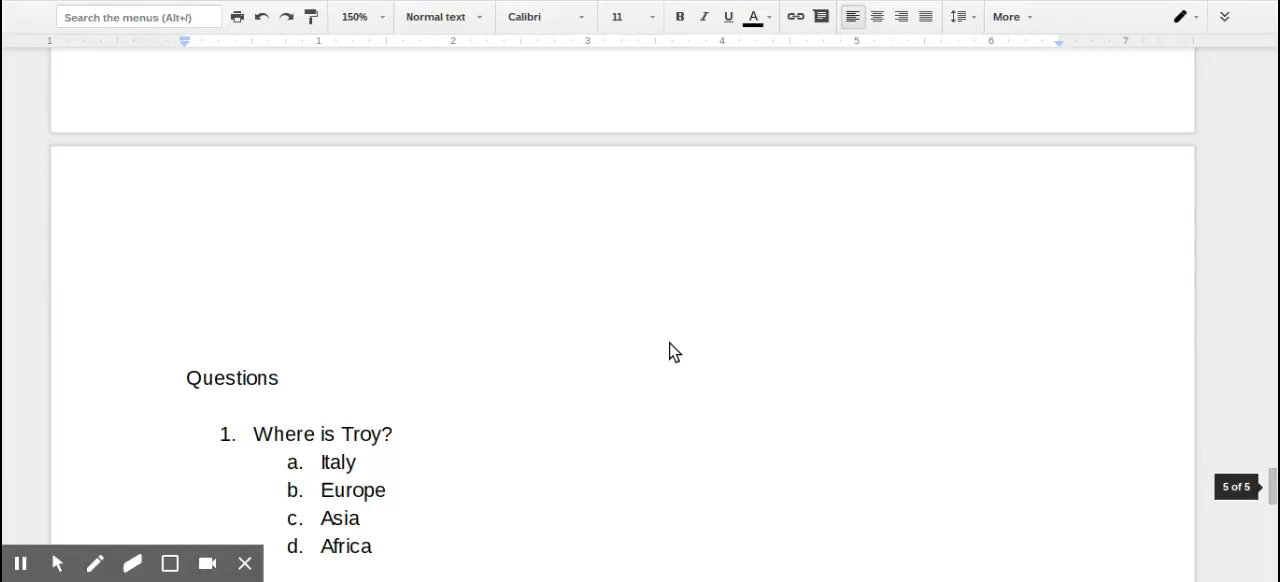 Search the menus (Alt+/) 150% Normal text Calibri 11 B I U A More
1 1 2 3 4 5 6 7
Questions
1. Where is Troy?
a. Italy
b. Europe
5 of 5
c. Asia
d. Africa